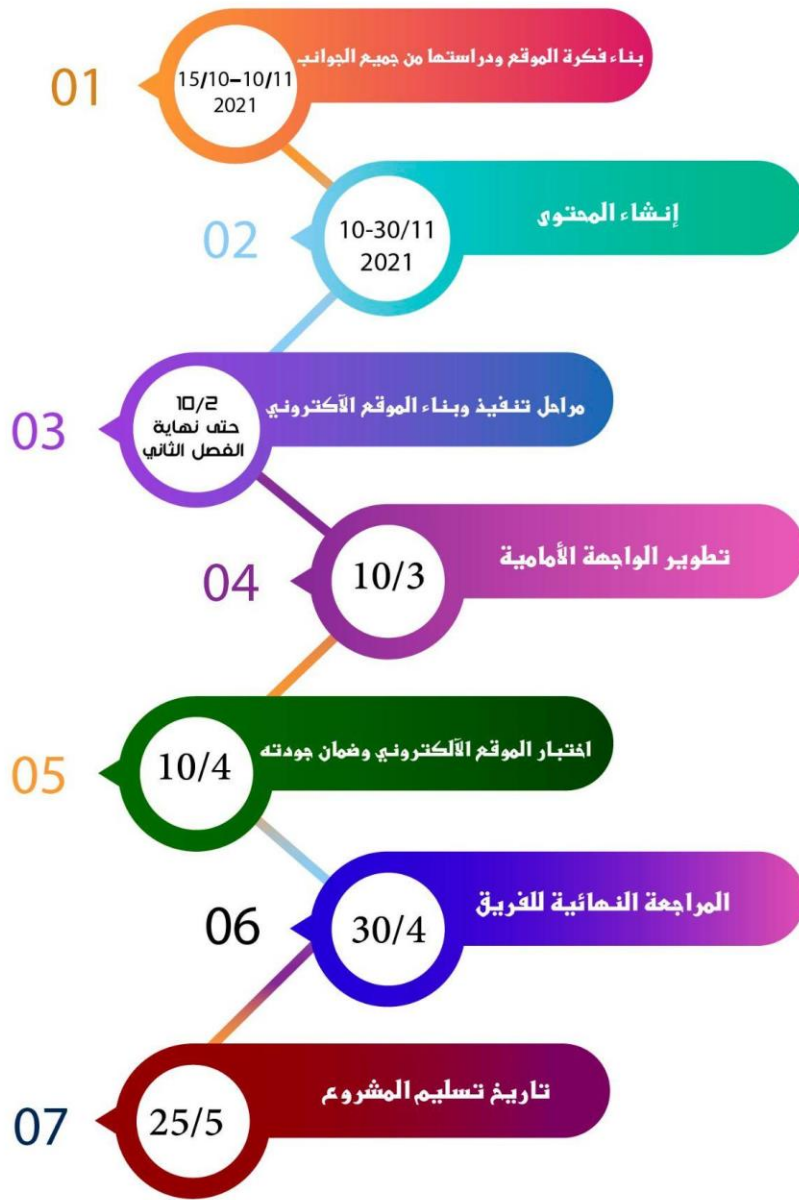 01
15/10–10/11
2021
بناء فكرة الموقع ودراستها من جميع الجوانب
02
10-30/11
2021
إنشاء المحتوى
03
10/2
حتى نهاية
الفصل الثاني
مراحل تنفيذ وبناء الموقع الآكتروني
04
10/3
تطوير الواجهة الأمامية
05
10/4
اختبار الموقع الآلكتروني وضمان جودته
06
30/4
المراجعة النهائية للفريق
07
25/5
تاريخ تسليم المشروع